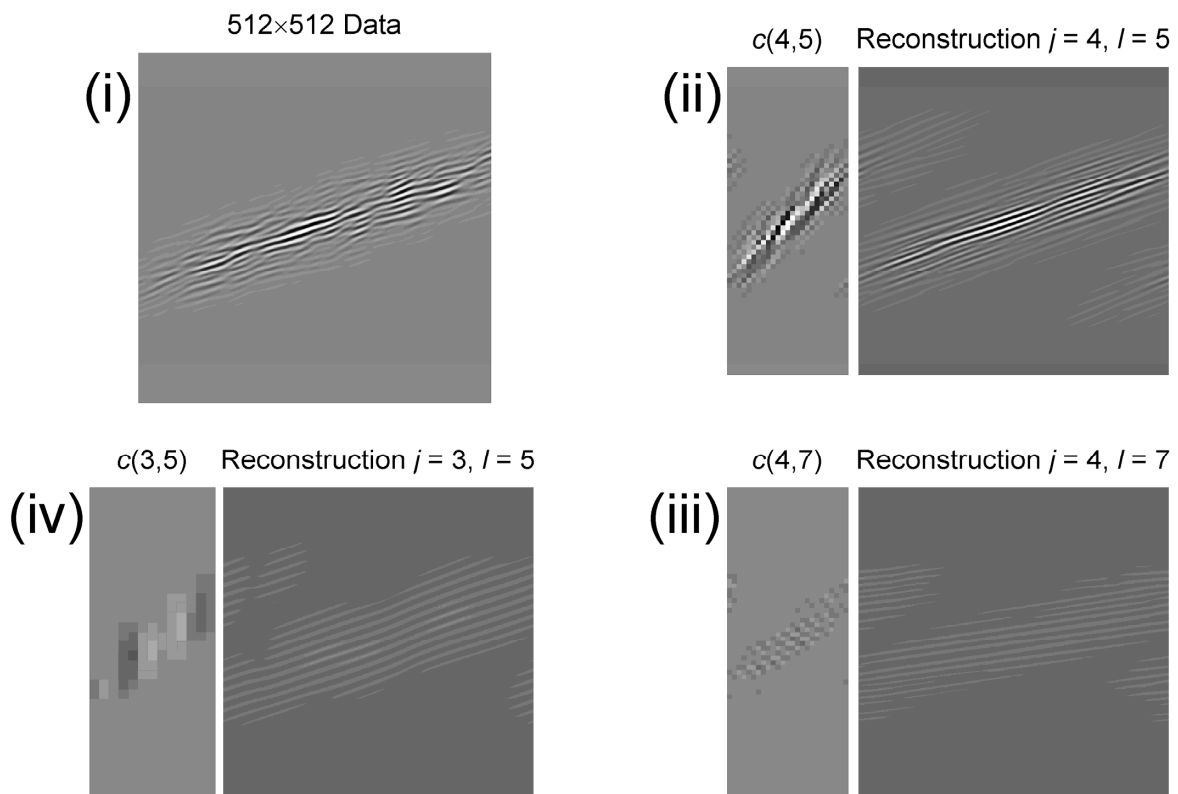 512×512 Data
(i)
c(4,5) Reconstruction j = 4, l = 5
(ii)
c(3,5) Reconstruction j = 3, l = 5
(iv)
c(4,7) Reconstruction j = 4, l = 7
(iii)